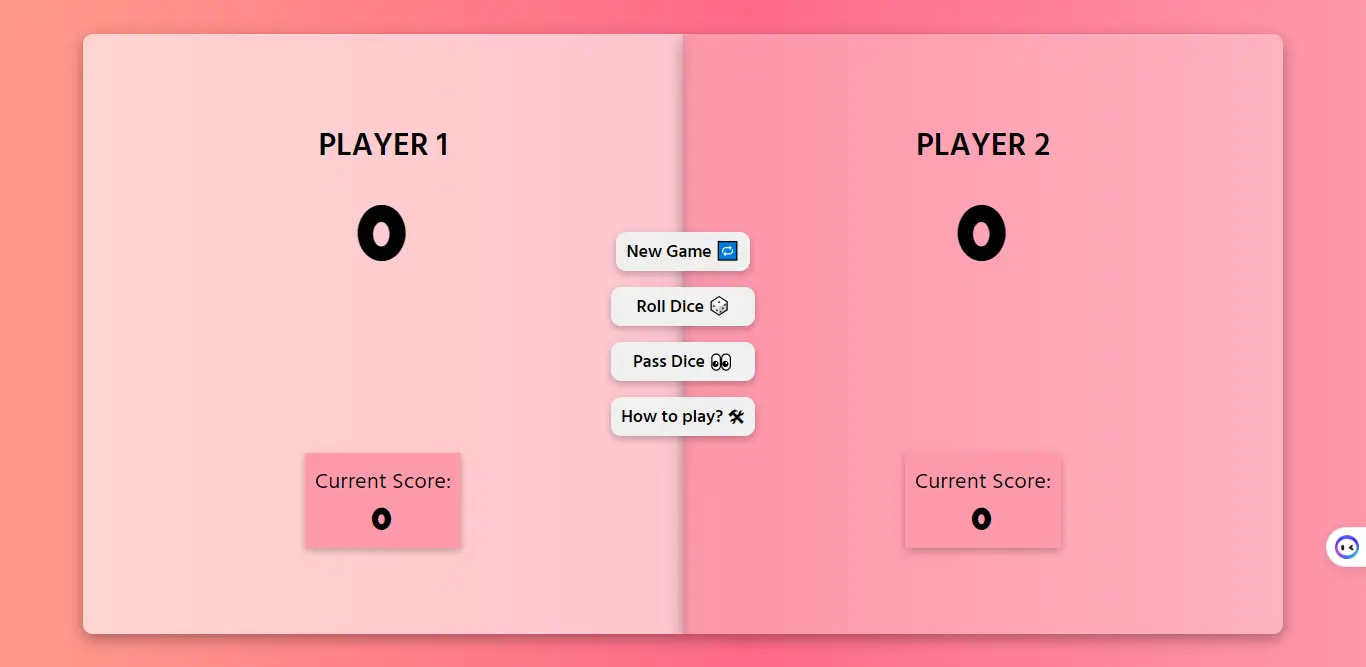 PLAYER 1
0
Current Score:
0
New Game 🔁
Roll Dice 🎲
Pass Dice 👀
How to play? 🛠
PLAYER 2
0
Current Score:
0